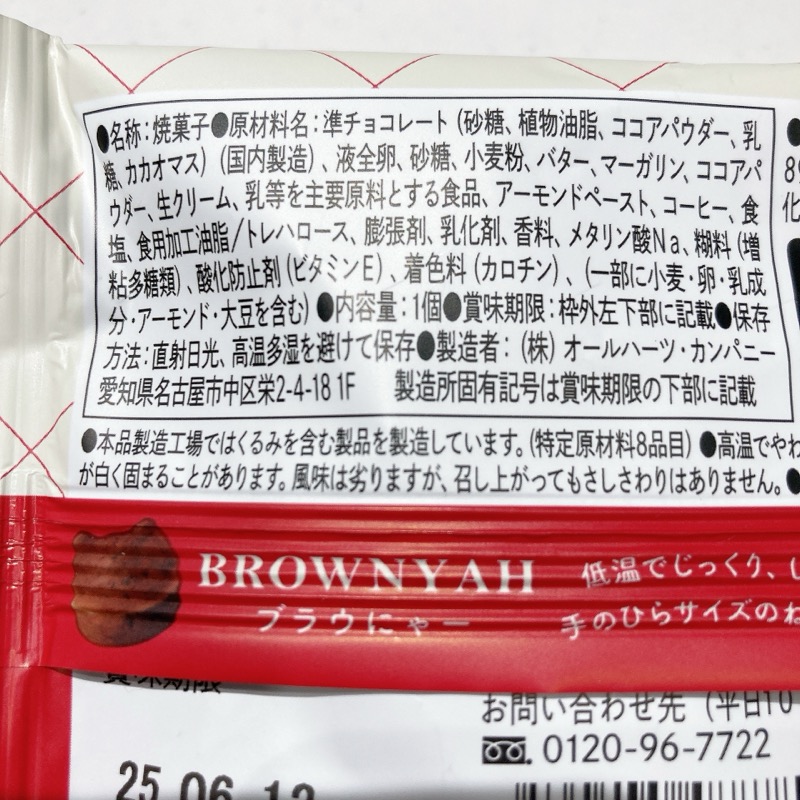 ●名称：焼菓子●原材料名：準チョコレート（砂糖、植物油脂、ココアパウダー、乳
糖、カカオマス）（国内製造）、液全卵、砂糖、小麦粉、バター、マーガリン、ココアパ
ウダー、生クリーム、乳等を主要原料とする食品、アーモンドペースト、コーヒー、食
塩、食用加工油脂／トレハロース、膨張剤、乳化剤、香料、メタリン酸Na、糊料（増
粘多糖類）、酸化防止剤（ビタミンE）、着色料（カロチン）、（一部に小麦・卵・乳成
分・アーモンド・大豆を含む）●内容量：1個●賞味期限：枠外左下部に記載●保存
方法：直射日光、高温多湿を避けて保存●製造者：（株）オールハーツ・カンパニー
愛知県名古屋市中区栄2-4-18 1F　製造所固有記号は賞味期限の下部に記載
●本品製造工場ではくるみを含む製品を製造しています。（特定原材料8品目）●高温でやわ
が白く固まることがあります。風味は劣りますが、召し上がってもさしさわりはありません。●
BROWNYAH
ブラウにゃー
低温でじっくり、し
手のひらサイズのね
賞味期限
お問い合わせ先（平日10
0120-96-7722
25.06.12